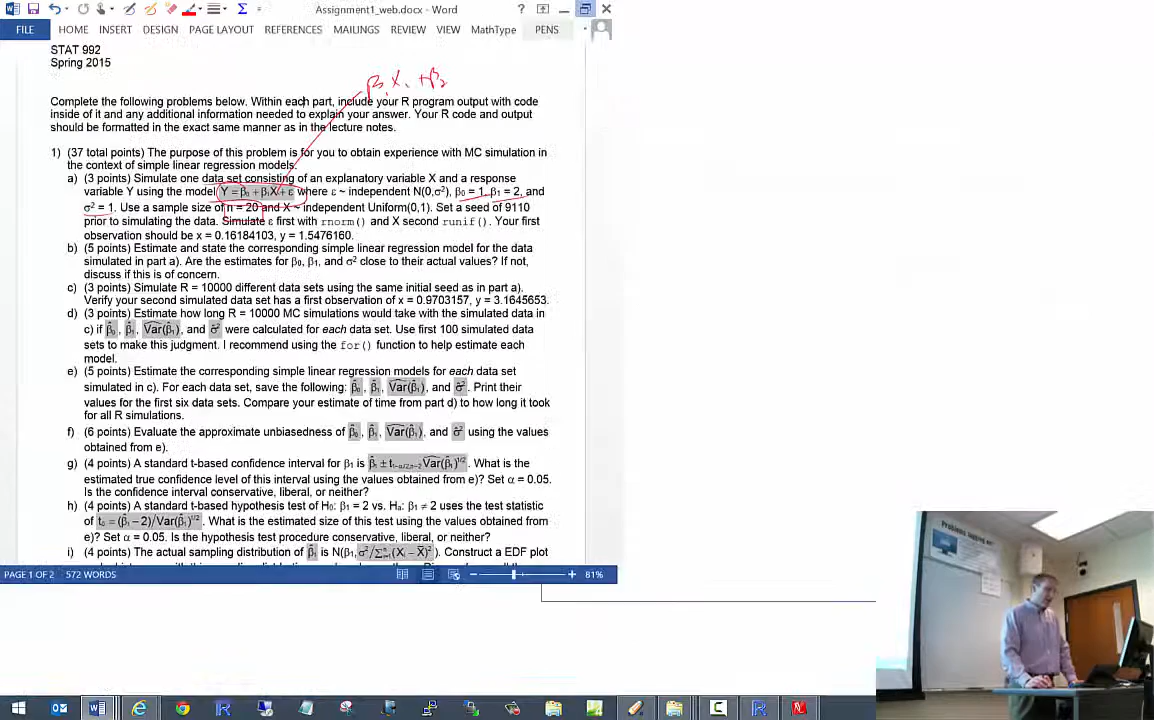 Assignment1_web.docx - Word
FILE HOME INSERT DESIGN PAGE LAYOUT REFERENCES MAILINGS REVIEW VIEW MathType PENS
STAT 992
Spring 2015
β₁X₁ + β₂
Complete the following problems below. Within each part, include your R program output with code
inside of it and any additional information needed to explain your answer. Your R code and output
should be formatted in the exact same manner as in the lecture notes.
1) (37 total points) The purpose of this problem is for you to obtain experience with MC simulation in
the context of simple linear regression models.
a) (3 points) Simulate one data set consisting of an explanatory variable X and a response
variable Y using the model Y = β₀ + β₁X + ε where ε ~ independent N(0,σ²), β₀ = 1, β₁ = 2, and
σ² = 1. Use a sample size of n = 20 and X ~ independent Uniform(0,1). Set a seed of 9110
prior to simulating the data. Simulate ε first with rnorm() and X second runif(). Your first
observation should be x = 0.16184103, y = 1.5476160.
b) (5 points) Estimate and state the corresponding simple linear regression model for the data
simulated in part a). Are the estimates for β₀, β₁, and σ² close to their actual values? If not,
discuss if this is of concern.
c) (3 points) Simulate R = 10000 different data sets using the same initial seed as in part a).
Verify your second simulated data set has a first observation of x = 0.9703157, y = 3.1645653.
d) (3 points) Estimate how long R = 10000 MC simulations would take with the simulated data in
c) if β̂₀, β̂₁, Var̂(β̂₁), and σ̂² were calculated for each data set. Use first 100 simulated data
sets to make this judgment. I recommend using the for() function to help estimate each
model.
e) (5 points) Estimate the corresponding simple linear regression models for each data set
simulated in c). For each data set, save the following: β̂₀, β̂₁, Var̂(β̂₁), and σ̂². Print their
values for the first six data sets. Compare your estimate of time from part d) to how long it took
for all R simulations.
f) (6 points) Evaluate the approximate unbiasedness of β̂₀, β̂₁, Var̂(β̂₁), and σ̂² using the values
obtained from e).
g) (4 points) A standard t-based confidence interval for β₁ is β̂₁ ± t₁₋α/₂,ₙ₋₂Var̂(β̂₁)^1/2. What is the
estimated true confidence level of this interval using the values obtained from e)? Set α = 0.05.
Is the confidence interval conservative, liberal, or neither?
h) (4 points) A standard t-based hypothesis test of H₀: β₁ = 2 vs. Hₐ: β₁ ≠ 2 uses the test statistic
of t₀ = (β̂₁ − 2)/Var̂(β̂₁)^1/2. What is the estimated size of this test using the values obtained from
e)? Set α = 0.05. Is the hypothesis test procedure conservative, liberal, or neither?
i) (4 points) The actual sampling distribution of β̂₁ is N(β₁, σ²/∑ⁿᵢ₌₁(Xᵢ − X̄)²). Construct a EDF plot
PAGE 1 OF 2 572 WORDS 81%